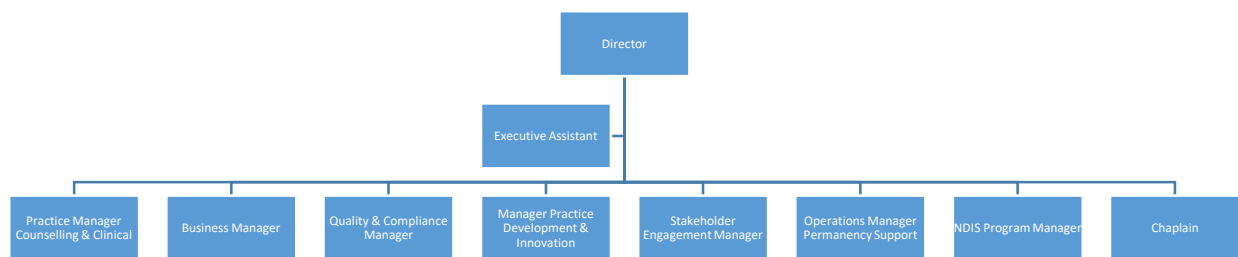 Director
Executive Assistant
Practice Manager
Counselling & Clinical
Business Manager
Quality & Compliance
Manager
Manager Practice
Development &
Innovation
Stakeholder
Engagement Manager
Operations Manager
Permanency Support
NDIS Program Manager
Chaplain